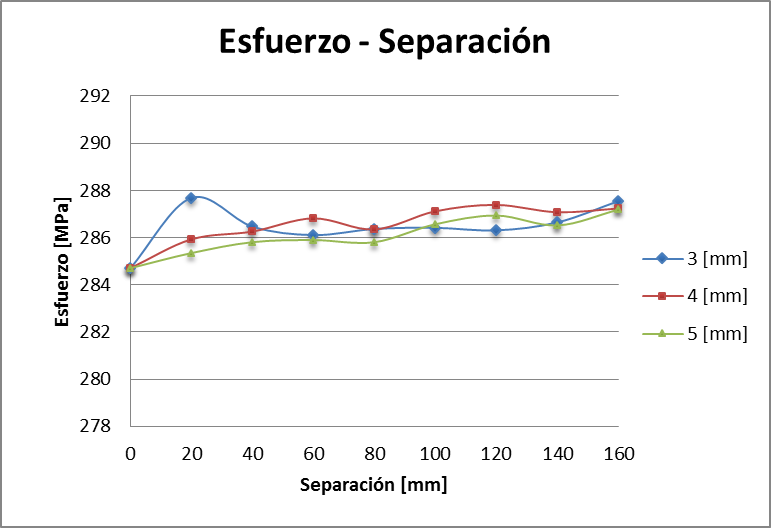 Esfuerzo - Separación
292
290
288
286
284
282
280
278
Esfuerzo [MPa]
0 20 40 60 80 100 120 140 160
Separación [mm]
3 [mm]
4 [mm]
5 [mm]